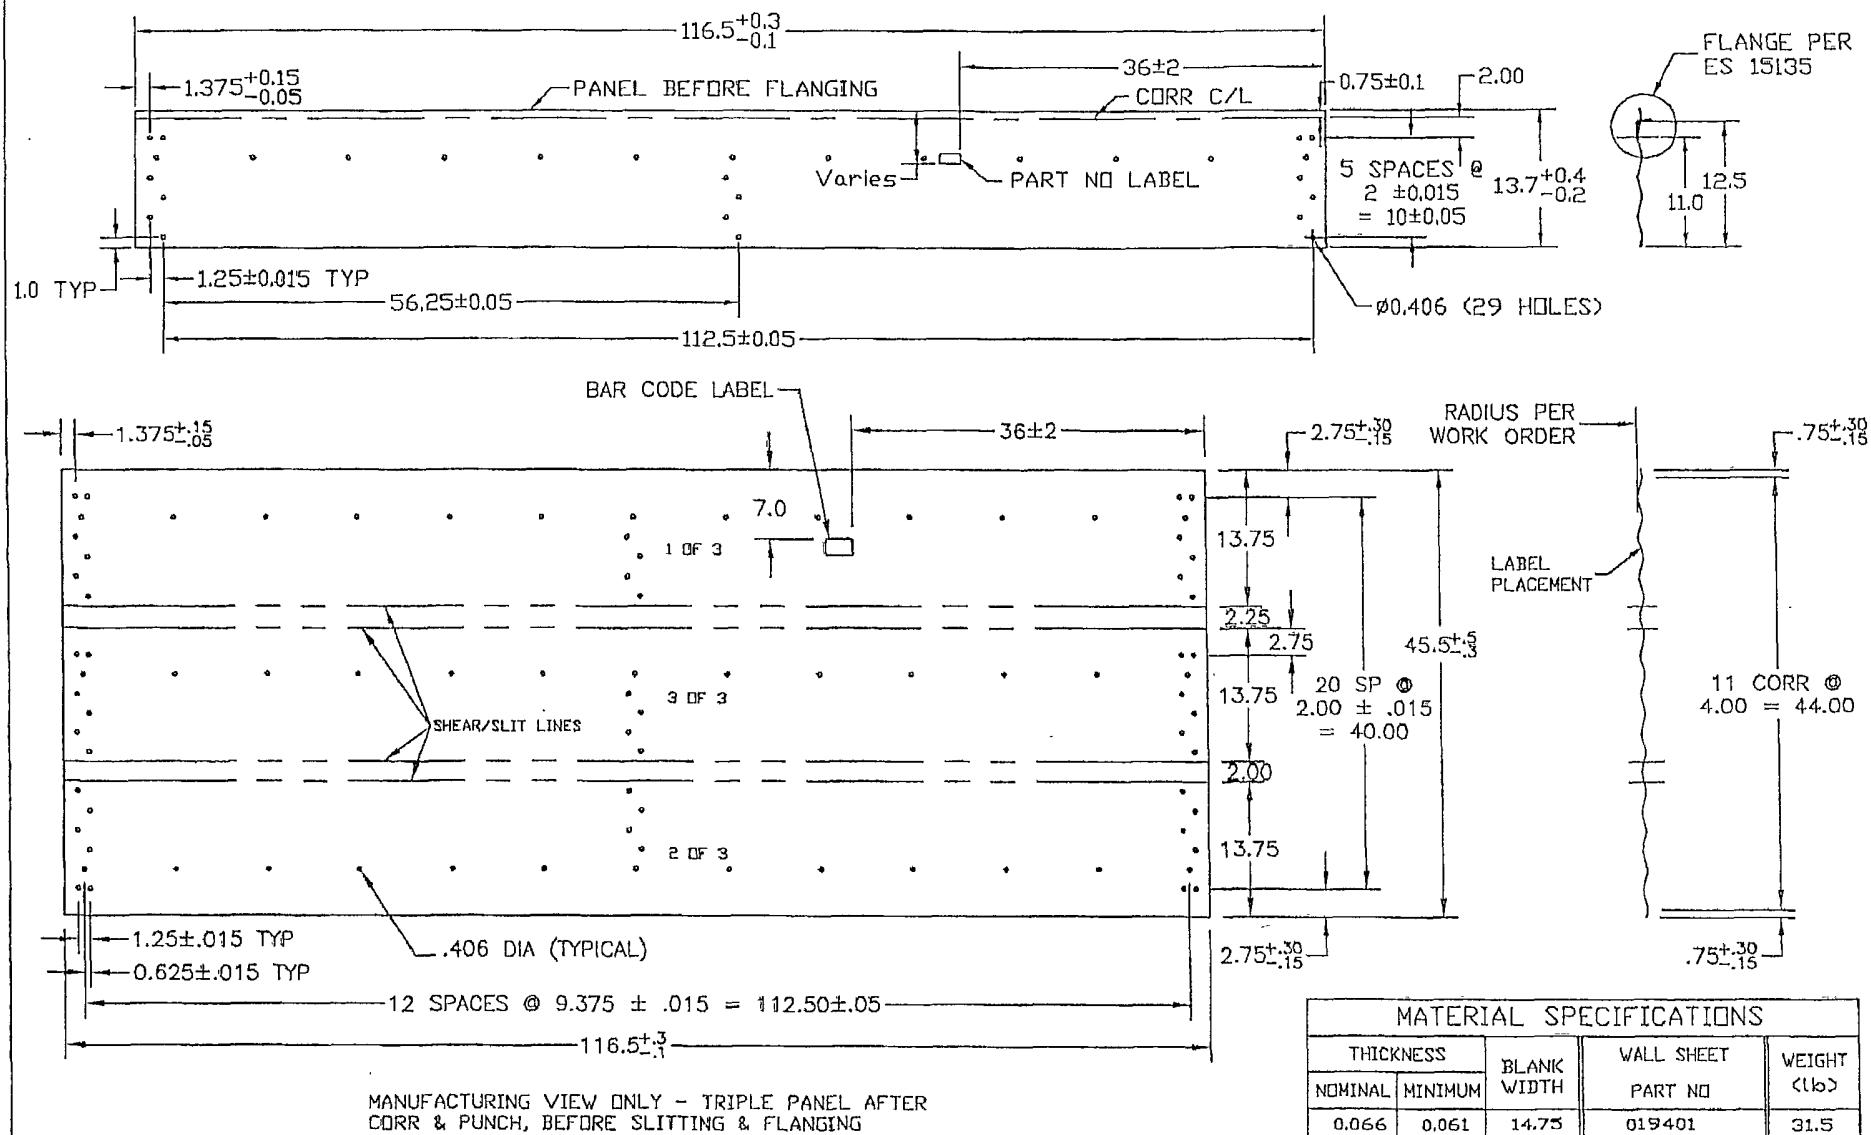 116.5+0.3
-0.1
FLANGE PER
ES 15135
36±2
1.375+0.15
-0.05
PANEL BEFORE FLANGING
CORR C/L
0.75±0.1
2.00
Varies
PART NO LABEL
5 SPACES @
2 ±0.015
= 10±0.05
13.7+0.4
-0.2
12.5
11.0
1.0 TYP
1.25±0.015 TYP
56.25±0.05
Ø0.406 (29 HOLES)
112.5±0.05
BAR CODE LABEL
1.375+.15
-.05
36±2
2.75+.30
-.15
RADIUS PER
WORK ORDER
.75+.30
-.15
7.0
13.75
1 OF 3
LABEL
PLACEMENT
2.25
2.75
45.5+.5
-.3
3 OF 3
13.75
20 SP @
2.00 ± .015
= 40.00
11 CORR @
4.00 = 44.00
SHEAR/SLIT LINES
2.00
2 OF 3
13.75
1.25±.015 TYP
.406 DIA (TYPICAL)
2.75+.30
-.15
.75+.30
-.15
0.625±.015 TYP
12 SPACES @ 9.375 ± .015 = 112.50±.05
116.5+.3
-.1
MATERIAL SPECIFICATIONS
THICKNESS
BLANK
WIDTH
WALL SHEET
PART NO
WEIGHT
(lb)
NOMINAL
MINIMUM
0.066
0.061
14.75
019401
31.5
MANUFACTURING VIEW ONLY - TRIPLE PANEL AFTER
CORR & PUNCH, BEFORE SLITTING & FLANGING